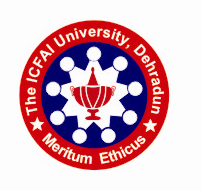 The ICFAI University, Dehradun
Meritum Ethicus